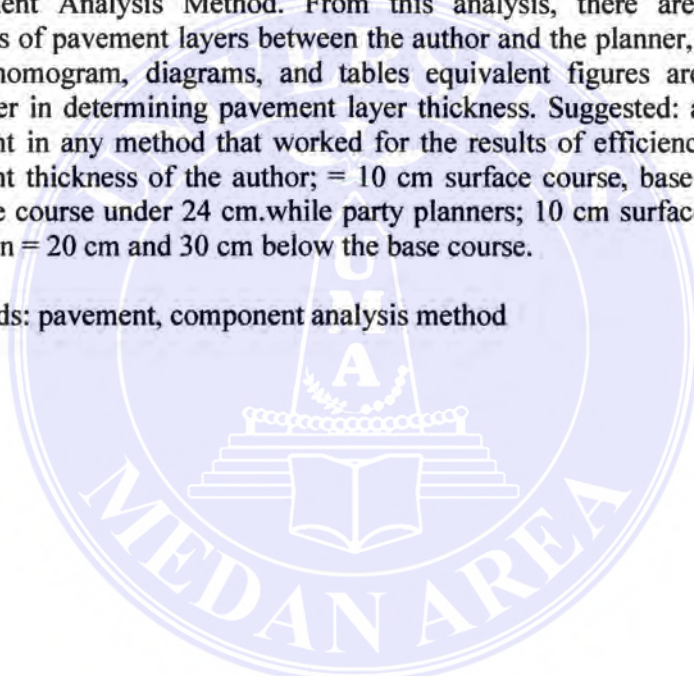 ent Analysis Method. From this analysis, there are
s of pavement layers between the author and the planner,
nomogram, diagrams, and tables equivalent figures are
er in determining pavement layer thickness. Suggested: a
nt in any method that worked for the results of efficienc
nt thickness of the author; = 10 cm surface course, base
e course under 24 cm.while party planners; 10 cm surfac
n = 20 cm and 30 cm below the base course.
ds: pavement, component analysis method
UNIVERSITAS
UMA
MEDAN AREA